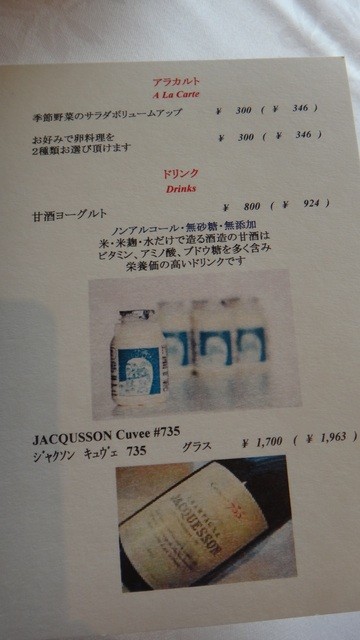 アラカルト
A La Carte
季節野菜のサラダボリュームアップ ¥ 300 ( ¥ 346 )
お好みで卵料理を ¥ 300 ( ¥ 346 )
2種類お選び頂けます
ドリンク
Drinks
甘酒ヨーグルト ¥ 800 ( ¥ 924 )
ノンアルコール・無砂糖・無添加
米・米麹・水だけで造る酒造の甘酒は
ビタミン、アミノ酸、ブドウ糖を多く含み
栄養価の高いドリンクです
JACQUSSON Cuvee #735
ジャクソン キュヴェ 735 グラス ¥ 1,700 ( ¥ 1,963 )
735
CHAMPAGNE
JACQUESSON